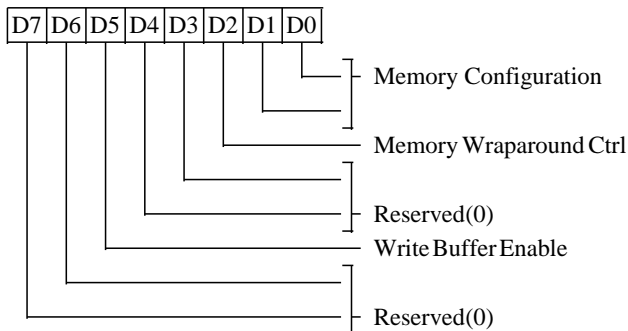 D7 D6 D5 D4 D3 D2 D1 D0
Memory Configuration
Memory Wraparound Ctrl
Reserved(0)
Write Buffer Enable
Reserved(0)